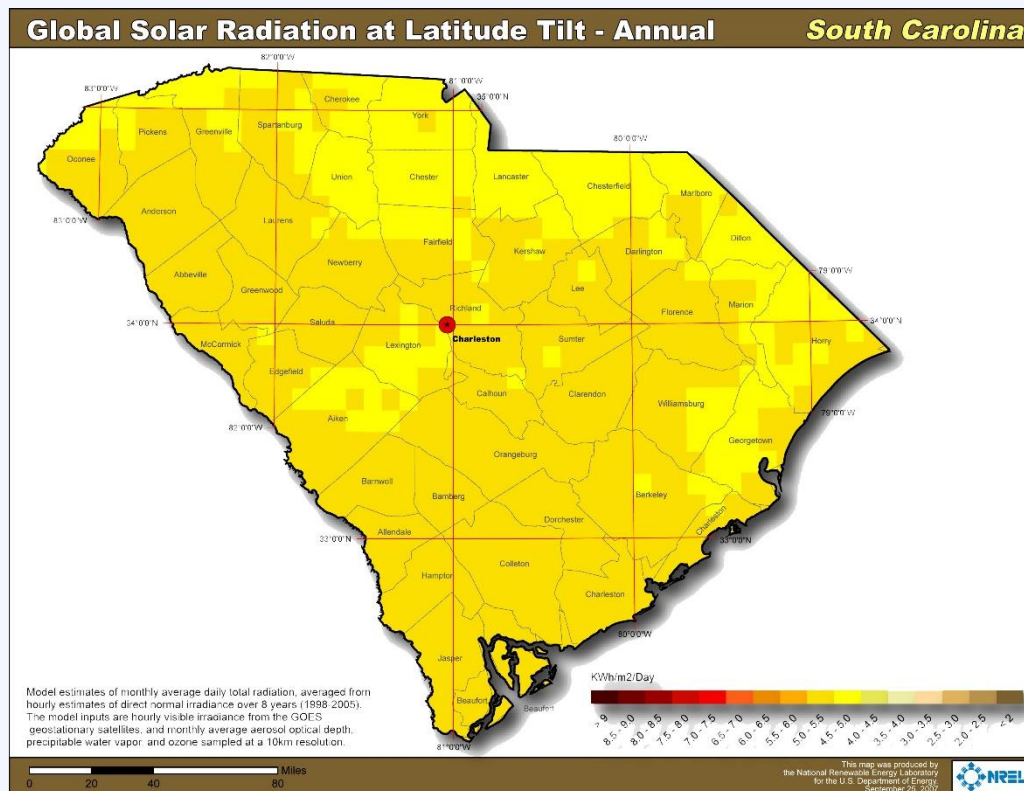 Global Solar Radiation at Latitude Tilt - Annual
South Carolina
82°0'0"W
83°0'0"W
81°0'0"W
35°0'0"N
Cherokee
York
Pickens
Greenville
Spartanburg
80°0'0"W
Oconee
Union
Chester
Lancaster
Chesterfield
Marlboro
83°0'0"W
Anderson
Laurens
Fairfield
Kershaw
Darlington
Dillon
Newberry
79°0'0"W
Abbeville
Greenwood
Lee
Marion
Richland
Florence
34°0'0"N
Saluda
34°0'0"N
McCormick
Lexington
Charleston
Sumter
Horry
Edgefield
Calhoun
Clarendon
Williamsburg
Aiken
79°0'0"W
82°0'0"W
Georgetown
Orangeburg
Barnwell
Bamberg
Berkeley
Dorchester
Charleston
Allendale
33°0'0"N
33°0'0"N
Colleton
Hampton
Charleston
80°0'0"W
Jasper
Beaufort
Beaufort
81°0'0"W
KWh/m2/Day
> 9
8.5 - 9.0
8.0 - 8.5
7.5 - 8.0
7.0 - 7.5
6.5 - 7.0
6.0 - 6.5
5.5 - 6.0
5.0 - 5.5
4.5 - 5.0
4.0 - 4.5
3.5 - 4.0
3.0 - 3.5
2.5 - 3.0
2.0 - 2.5
< 2
Model estimates of monthly average daily total radiation, averaged from
hourly estimates of direct normal irradiance over 8 years (1998-2005).
The model inputs are hourly visible irradiance from the GOES
geostationary satellites, and monthly average aerosol optical depth,
precipitable water vapor, and ozone sampled at a 10km resolution.
Miles
0 20 40 80
This map was produced by
the National Renewable Energy Laboratory
for the U.S. Department of Energy.
September 25, 2007
NREL